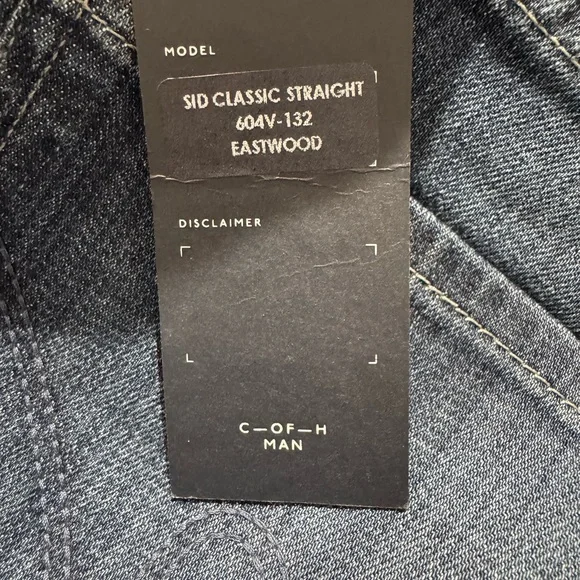 MODEL
SID CLASSIC STRAIGHT
604V-132
EASTWOOD
DISCLAIMER
C—OF—H
MAN